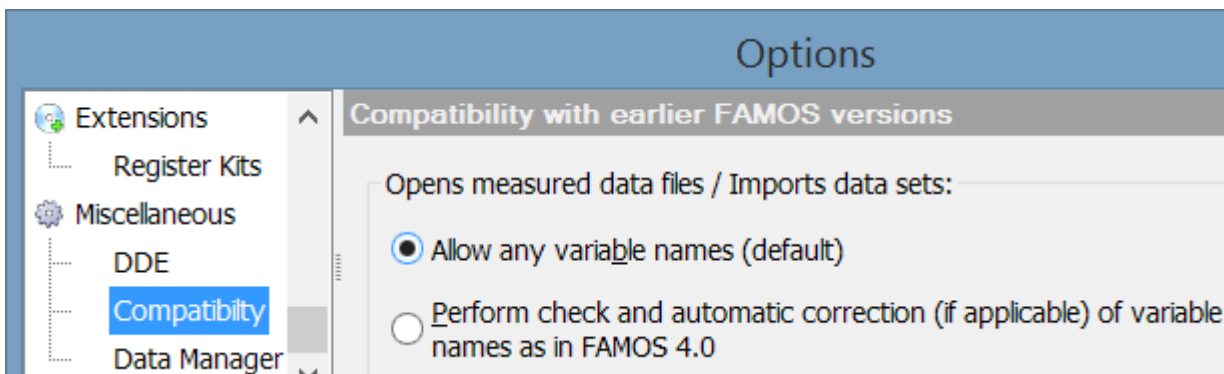 Options
Extensions
Register Kits
Miscellaneous
DDE
Compatibilty
Data Manager
Compatibility with earlier FAMOS versions
Opens measured data files / Imports data sets:
Allow any variable names (default)
Perform check and automatic correction (if applicable) of variable
names as in FAMOS 4.0